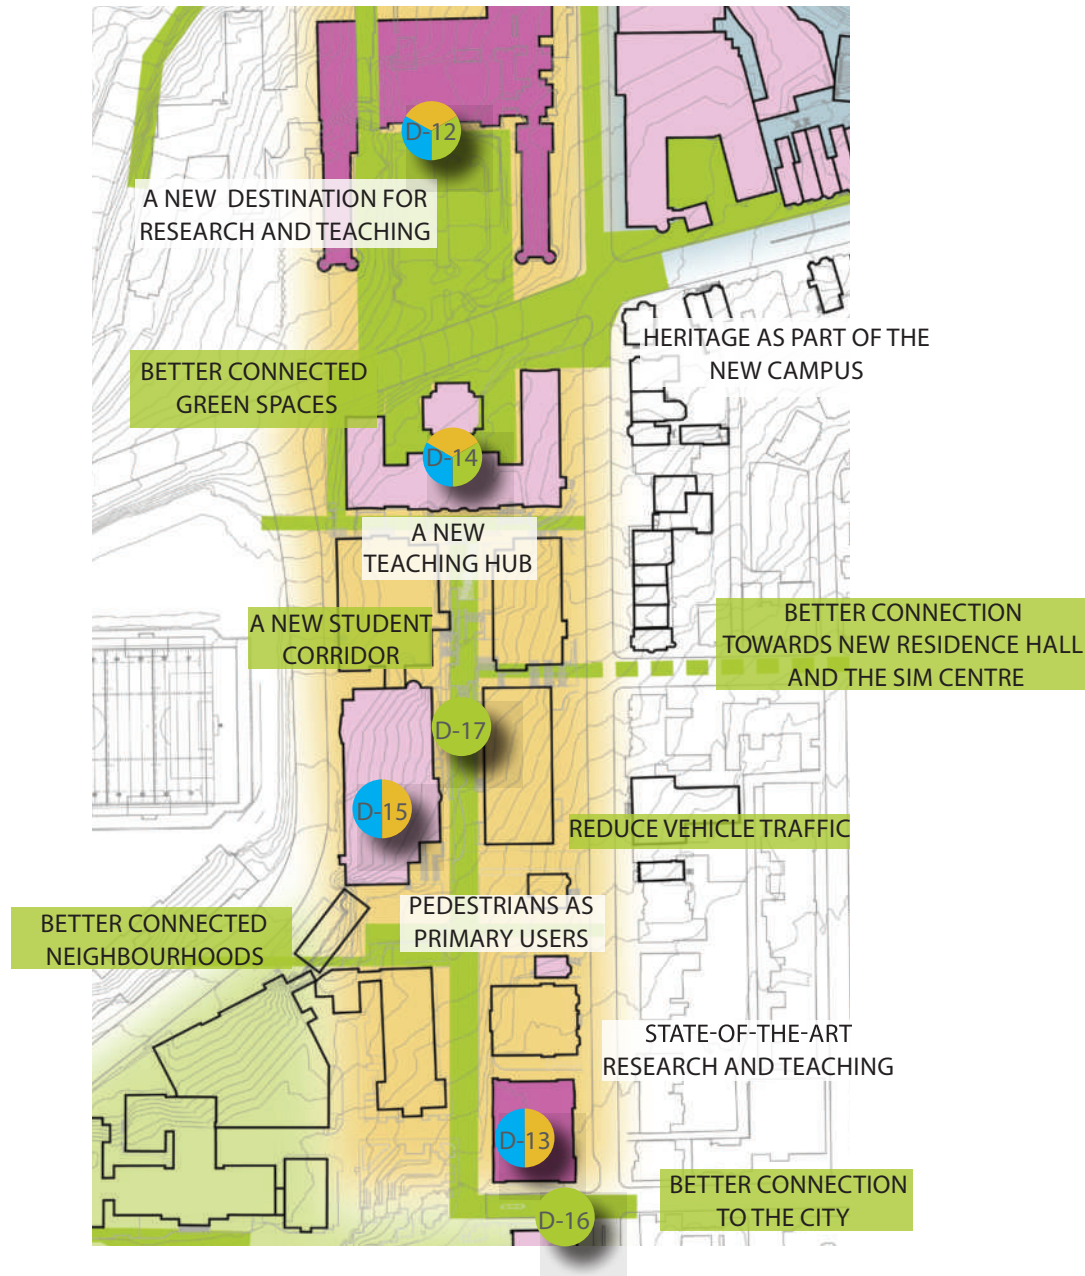 D-12
A NEW DESTINATION FOR
RESEARCH AND TEACHING
HERITAGE AS PART OF THE
NEW CAMPUS
BETTER CONNECTED
GREEN SPACES
D-14
A NEW
TEACHING HUB
A NEW STUDENT
CORRIDOR
BETTER CONNECTION
TOWARDS NEW RESIDENCE HALL
AND THE SIM CENTRE
D-17
D-15
REDUCE VEHICLE TRAFFIC
PEDESTRIANS AS
PRIMARY USERS
BETTER CONNECTED
NEIGHBOURHOODS
STATE-OF-THE-ART
RESEARCH AND TEACHING
D-13
BETTER CONNECTION
TO THE CITY
D-16